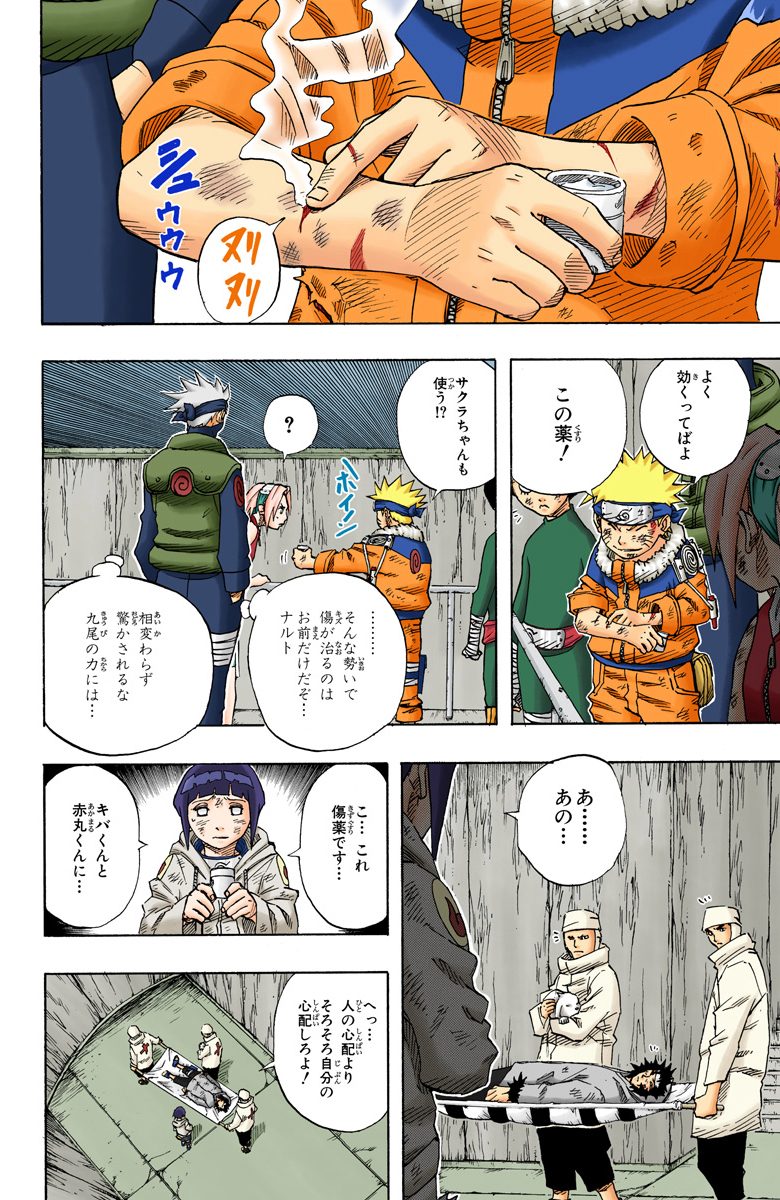 シュゥゥゥ
ヌリ
ヌリ
よく
効くってばよ
この薬！
サクラちゃんも
使う!?
？
ホイッ
………
そんな勢いで
傷が治るのは
お前だけだぞ…
ナルト
相変わらず
驚かされるな
九尾の力には…
あ……
あの…
こ…これ
傷薬です…
キバくんと
赤丸くんに…
へっ…
人の心配より
そろそろ自分の
心配しろよ！